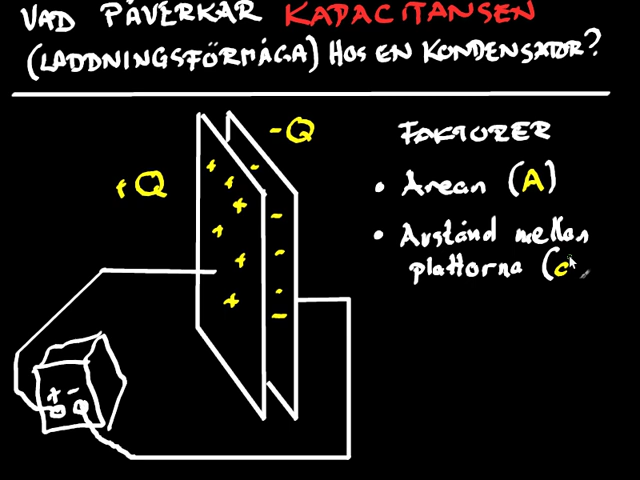 VAD PÅVERKAR KAPACITANSEN
(LADDNINGSFÖRMÅGA) HOS EN KONDENSATOR?
-Q
+Q
FAKTORER
• Arean (A)
• Avstånd mellan
plattorna (d
+ -